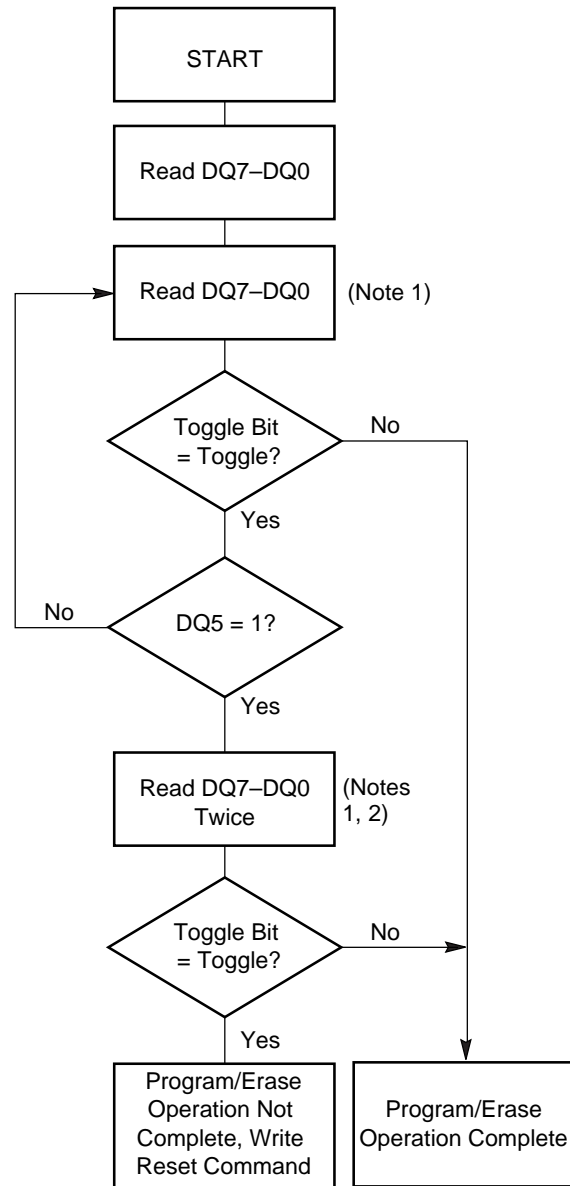 START
Read DQ7–DQ0
Read DQ7–DQ0
(Note 1)
Toggle Bit
= Toggle?
No
Yes
DQ5 = 1?
No
Yes
Read DQ7–DQ0
Twice
(Notes
1, 2)
Toggle Bit
= Toggle?
No
Yes
Program/Erase
Operation Not
Complete, Write
Reset Command
Program/Erase
Operation Complete